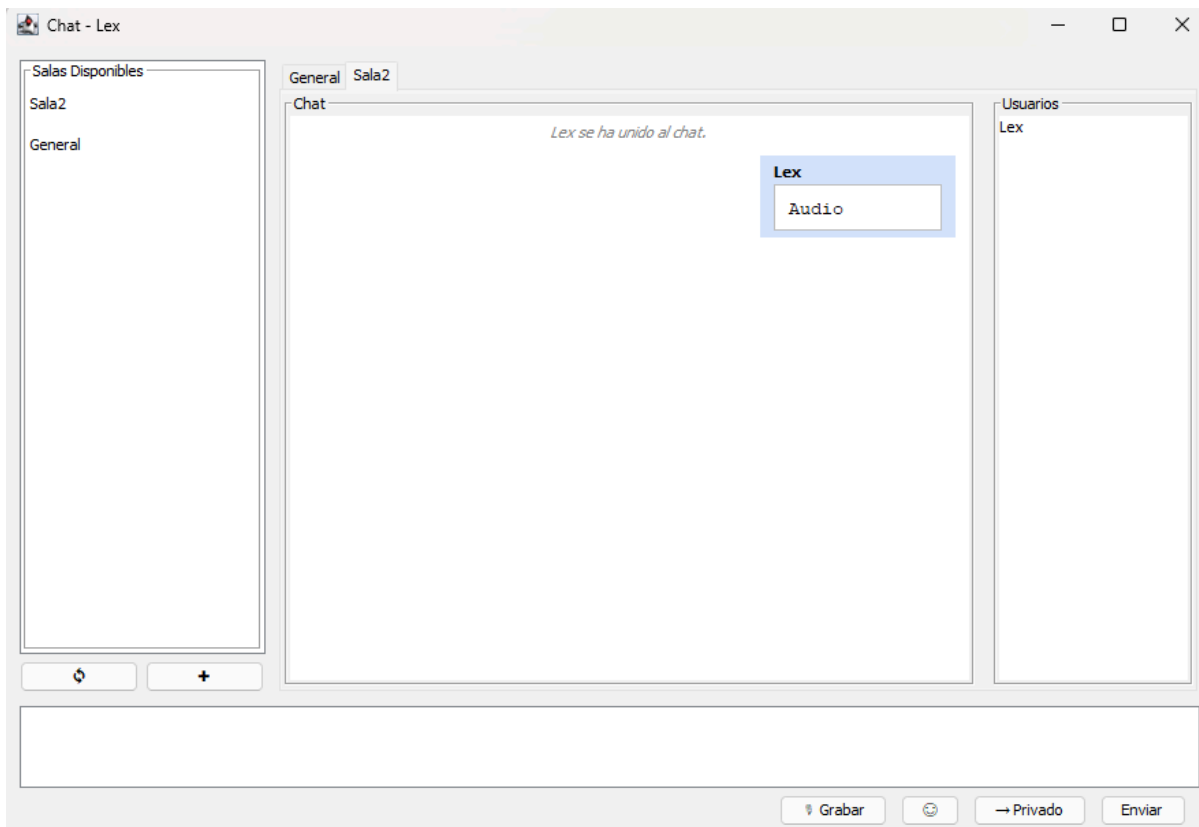 Chat - Lex
Salas Disponibles
Sala2
General
General Sala2
Chat
Lex se ha unido al chat.
Lex
Audio
Usuarios
Lex
Grabar
→ Privado
Enviar